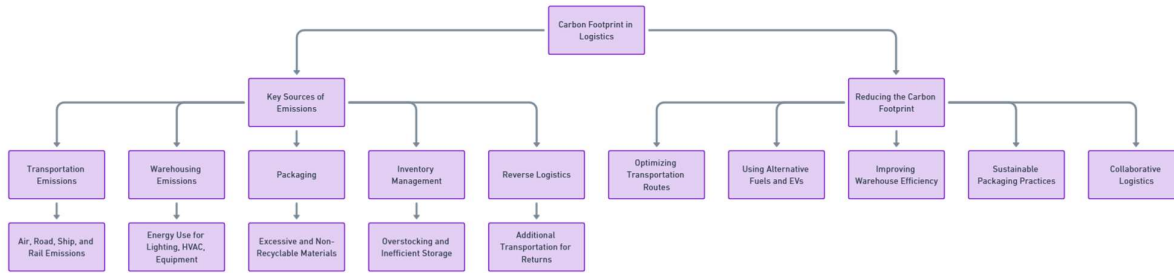 Carbon Footprint in
Logistics
Key Sources of
Emissions
Reducing the Carbon
Footprint
Transportation
Emissions
Warehousing
Emissions
Packaging
Inventory
Management
Reverse Logistics
Optimizing
Transportation
Routes
Using Alternative
Fuels and EVs
Improving
Warehouse Efficiency
Sustainable
Packaging Practices
Collaborative
Logistics
Air, Road, Ship, and
Rail Emissions
Energy Use for
Lighting, HVAC,
Equipment
Excessive and Non-
Recyclable Materials
Overstocking and
Inefficient Storage
Additional
Transportation for
Returns